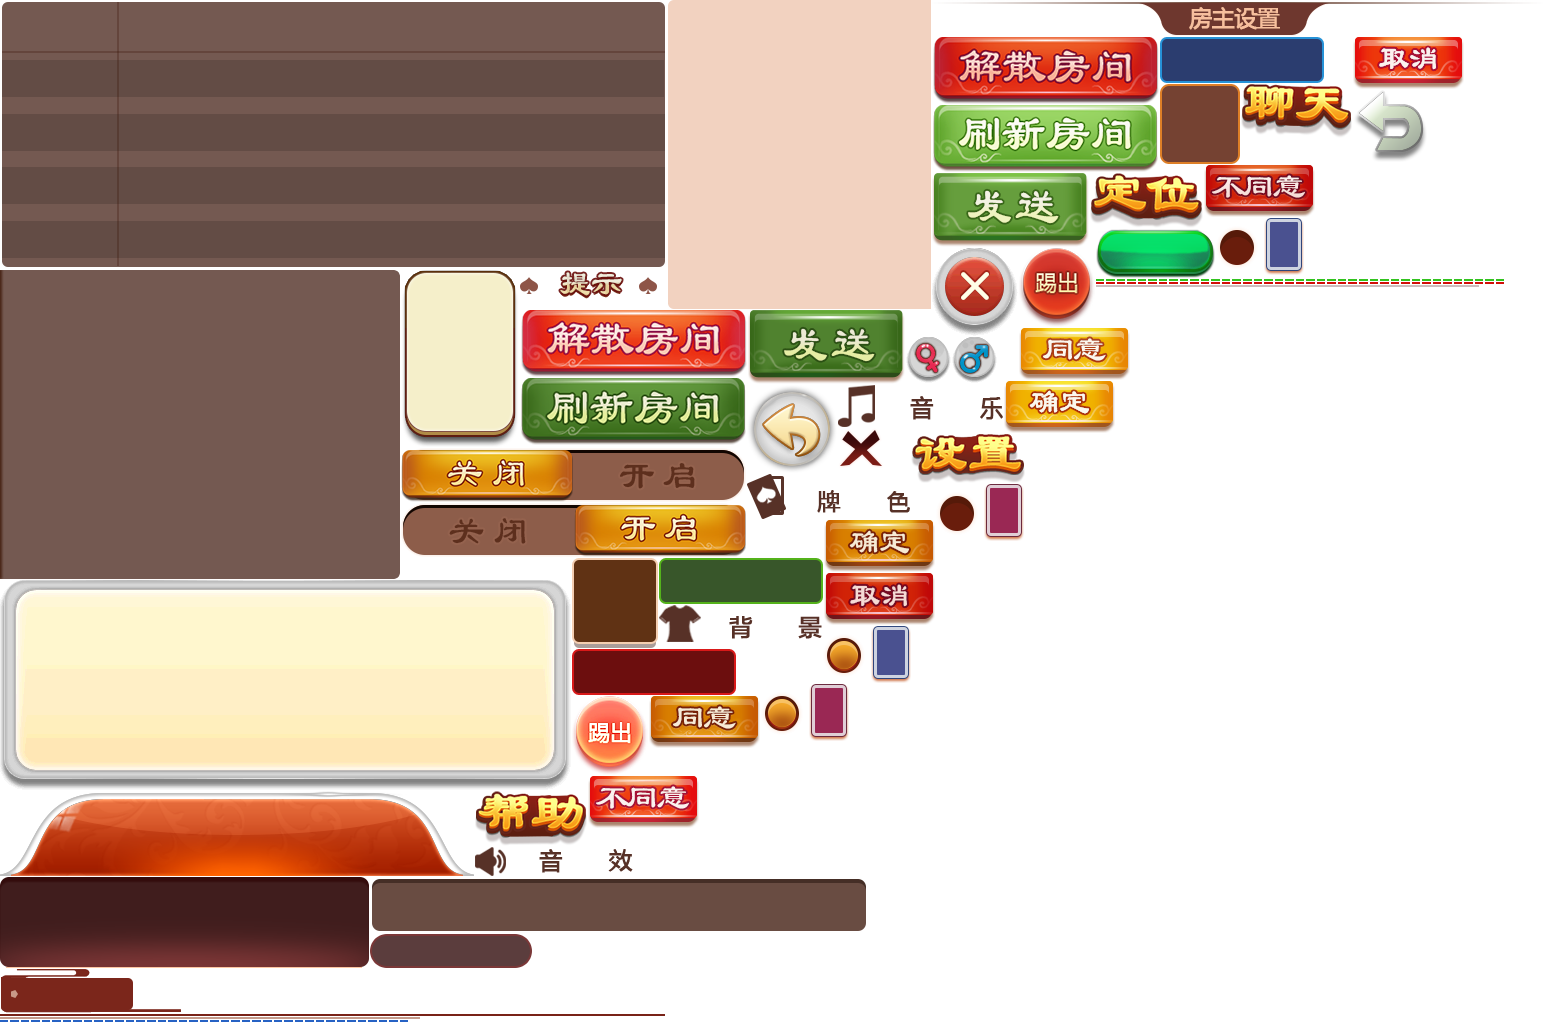 房主设置
解散房间
取消
聊天
刷新房间
定位
不同意
发送
踢出
提示
解散房间
发送
同意
刷新房间
音 乐
确定
设置
关闭
开启
牌 色
关闭
开启
确定
取消
背 景
踢出
同意
帮助
不同意
音 效